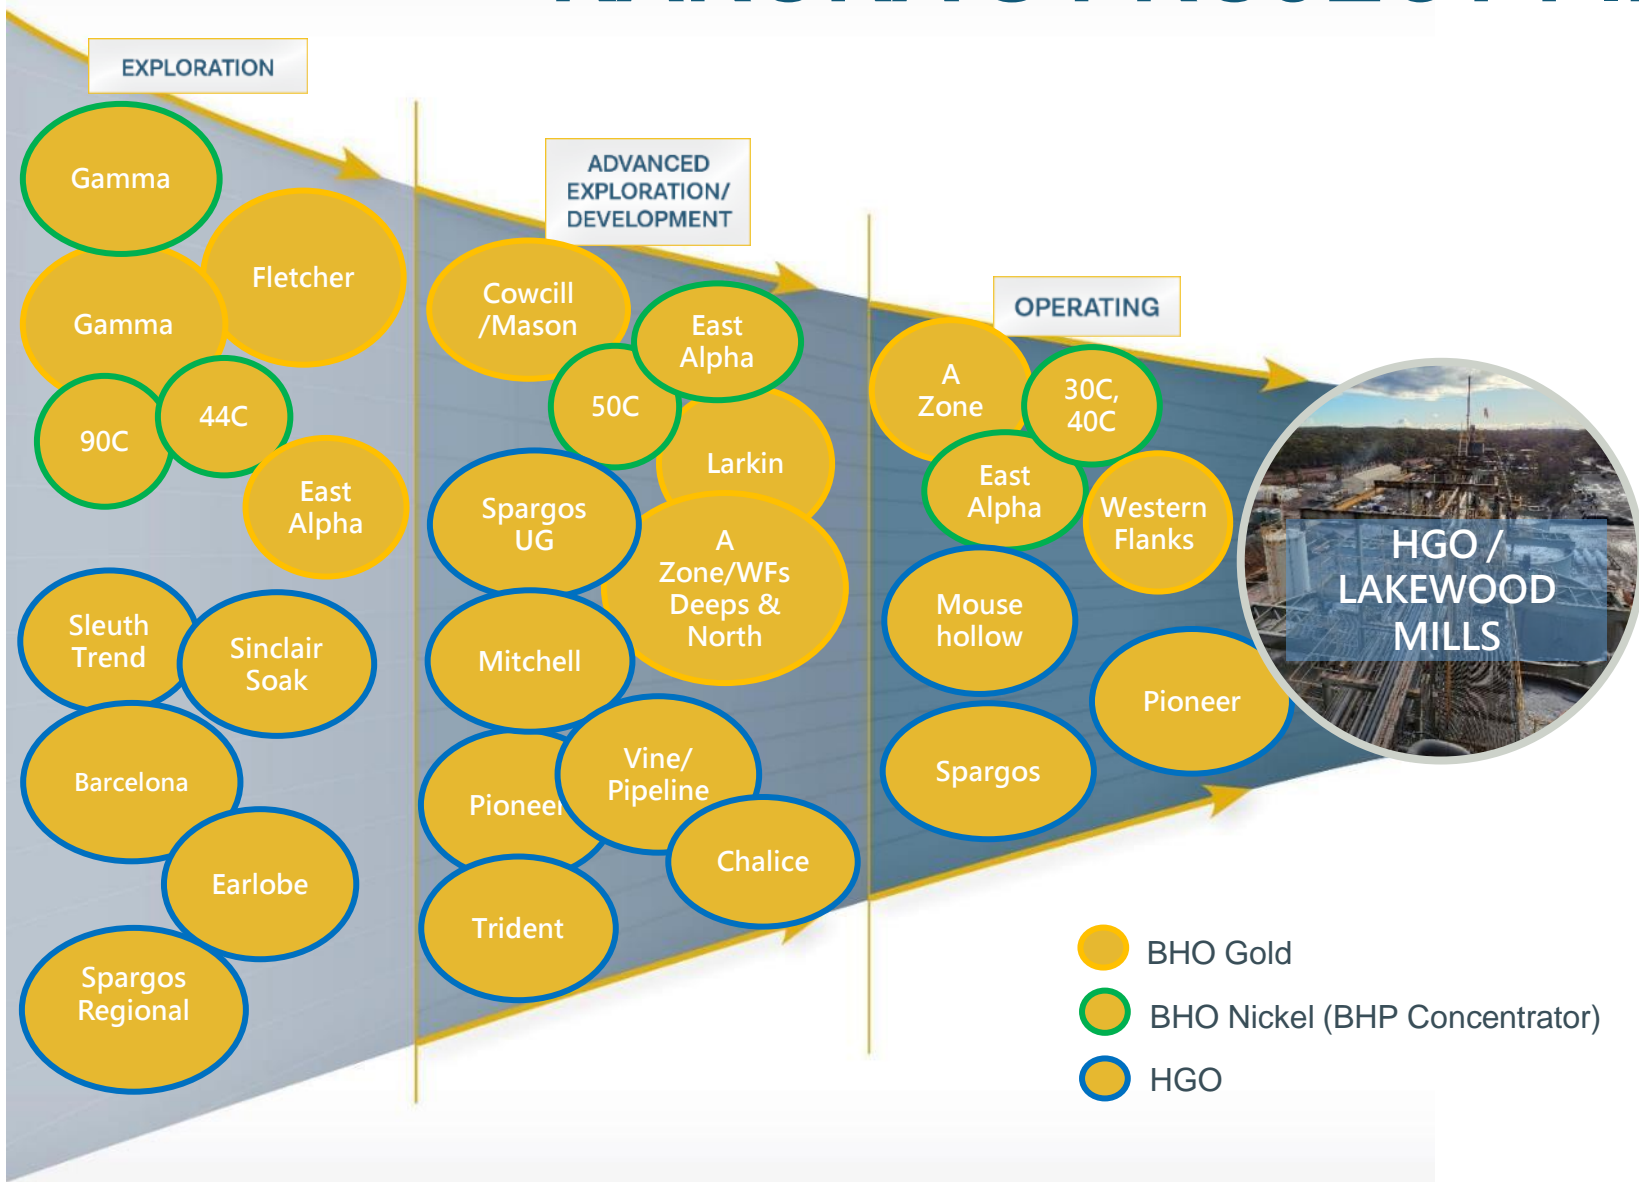 EXPLORATION
Gamma
Fletcher
Gamma
90C
44C
East
Alpha
Sleuth
Trend
Sinclair
Soak
Barcelona
Earlobe
Spargos
Regional
ADVANCED
EXPLORATION/
DEVELOPMENT
Cowcill
/Mason
East
Alpha
50C
Larkin
Spargos
UG
A
Zone/WFs
Deeps &
North
Mitchell
Pioneer
Vine/
Pipeline
Chalice
Trident
OPERATING
A
Zone
30C,
40C
East
Alpha
Western
Flanks
Mouse
hollow
Pioneer
Spargos
HGO /
LAKEWOOD
MILLS
BHO Gold
BHO Nickel (BHP Concentrator)
HGO